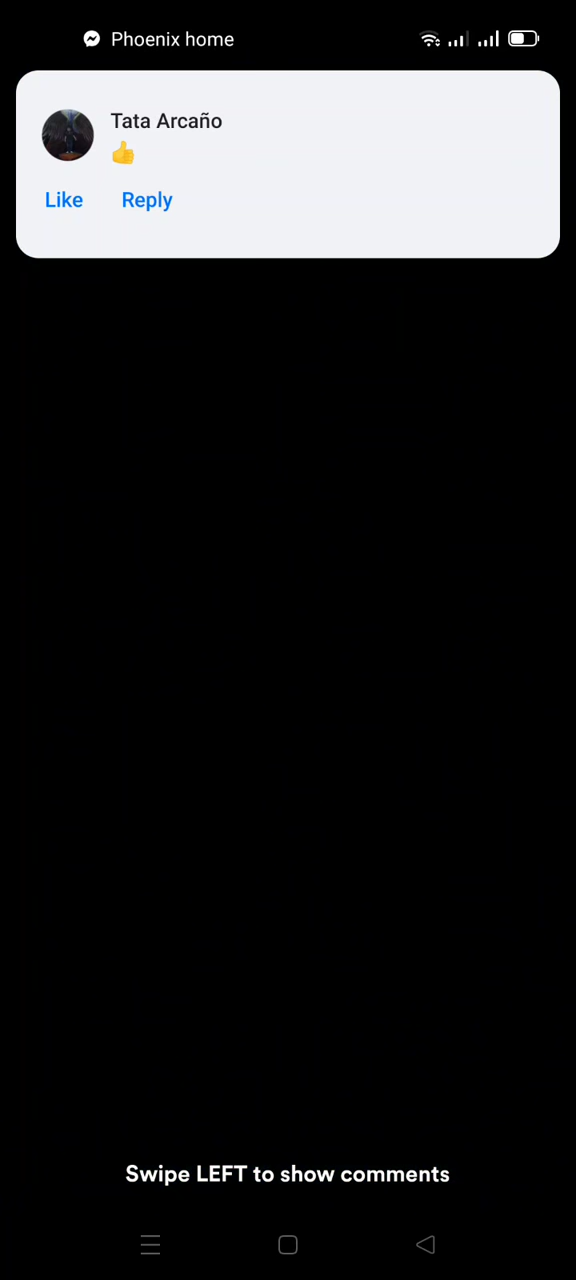 Phoenix home
Tata Arcaño
👍
Like Reply
Swipe LEFT to show comments